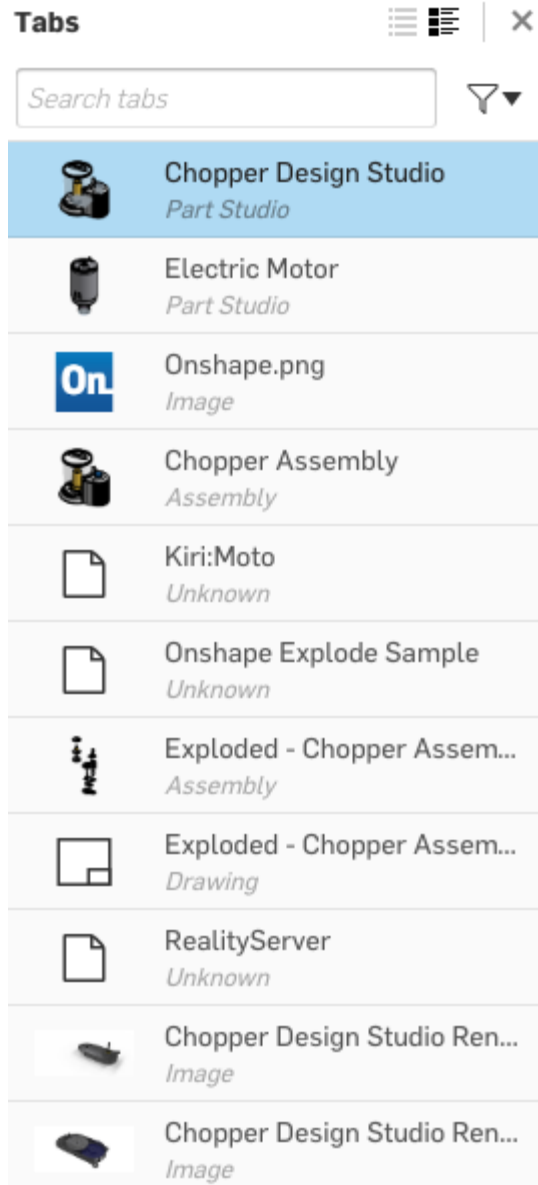 Tabs
Search tabs
Chopper Design Studio
Part Studio
Electric Motor
Part Studio
On
Onshape.png
Image
Chopper Assembly
Assembly
Kiri:Moto
Unknown
Onshape Explode Sample
Unknown
Exploded - Chopper Assem...
Assembly
Exploded - Chopper Assem...
Drawing
RealityServer
Unknown
Chopper Design Studio Ren...
Image
Chopper Design Studio Ren...
Image